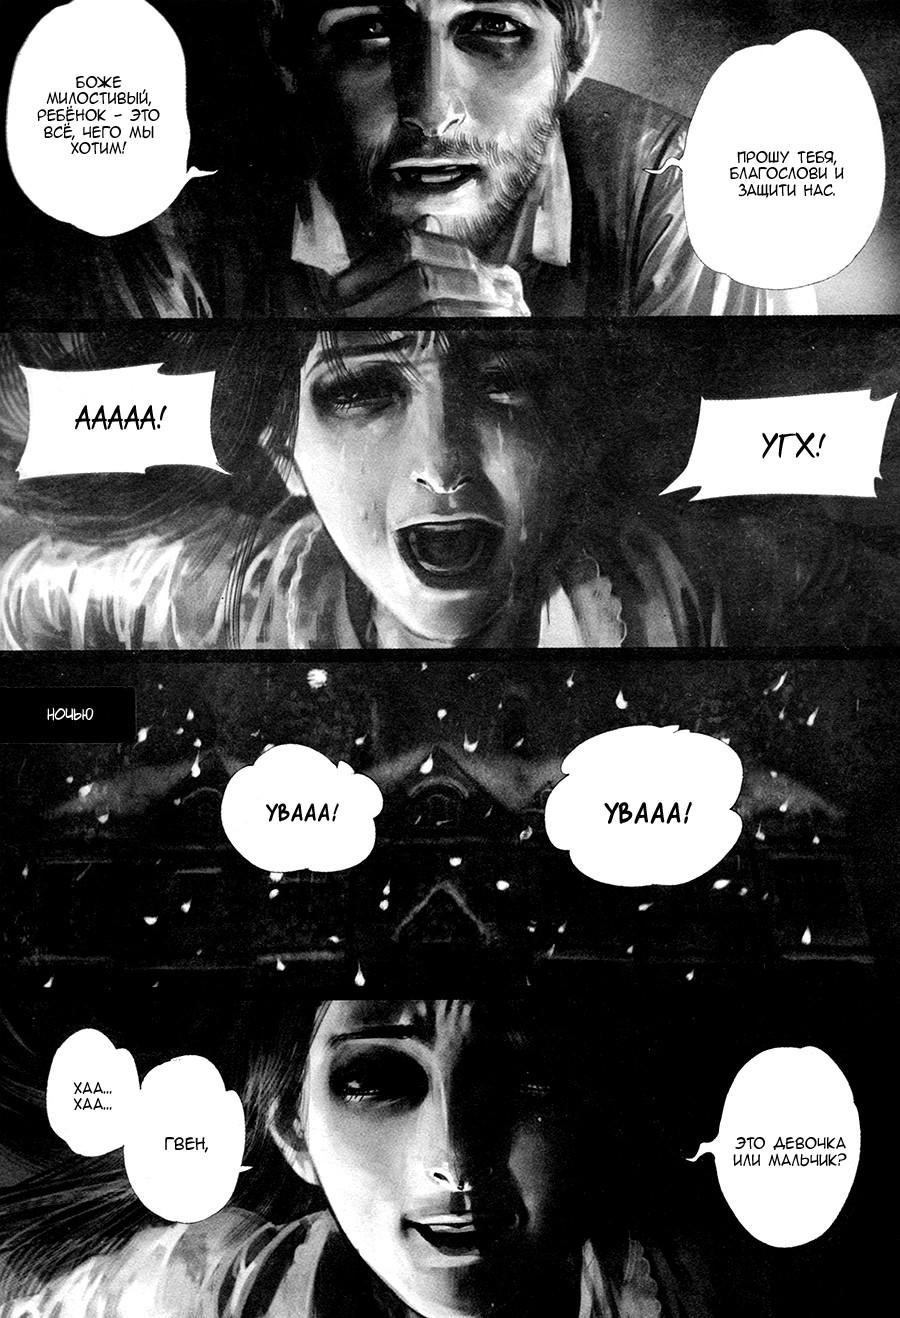 БОЖЕ
МИЛОСТИВЫЙ,
РЕБЁНОК - ЭТО
ВСЁ, ЧЕГО МЫ
ХОТИМ!
ПРОШУ ТЕБЯ,
БЛАГОСЛОВИ И
ЗАЩИТИ НАС.
ААААА!
УГХ!
НОЧЬЮ
УВААА!
УВААА!
ХАА...
ХАА...
ГВЕН,
ЭТО ДЕВОЧКА
ИЛИ МАЛЬЧИК?